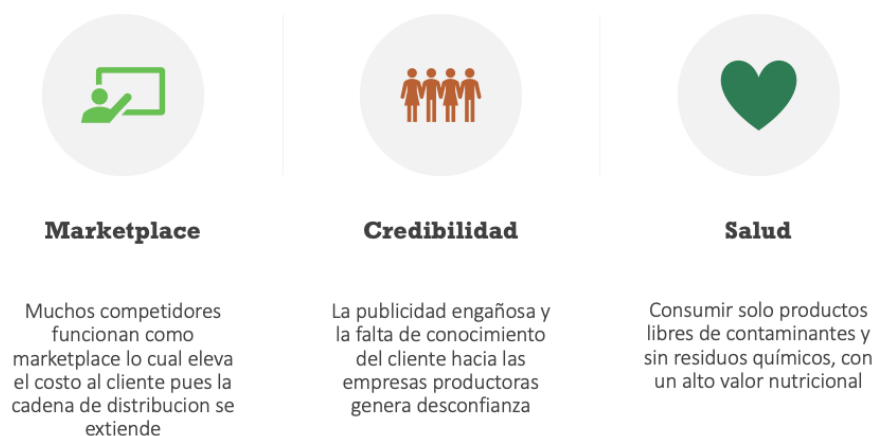 Marketplace
Muchos competidores
funcionan como
marketplace lo cual eleva
el costo al cliente pues la
cadena de distribucion se
extiende
Credibilidad
La publicidad engañosa y
la falta de conocimiento
del cliente hacia las
empresas productoras
genera desconfianza
Salud
Consumir solo productos
libres de contaminantes y
sin residuos químicos, con
un alto valor nutricional